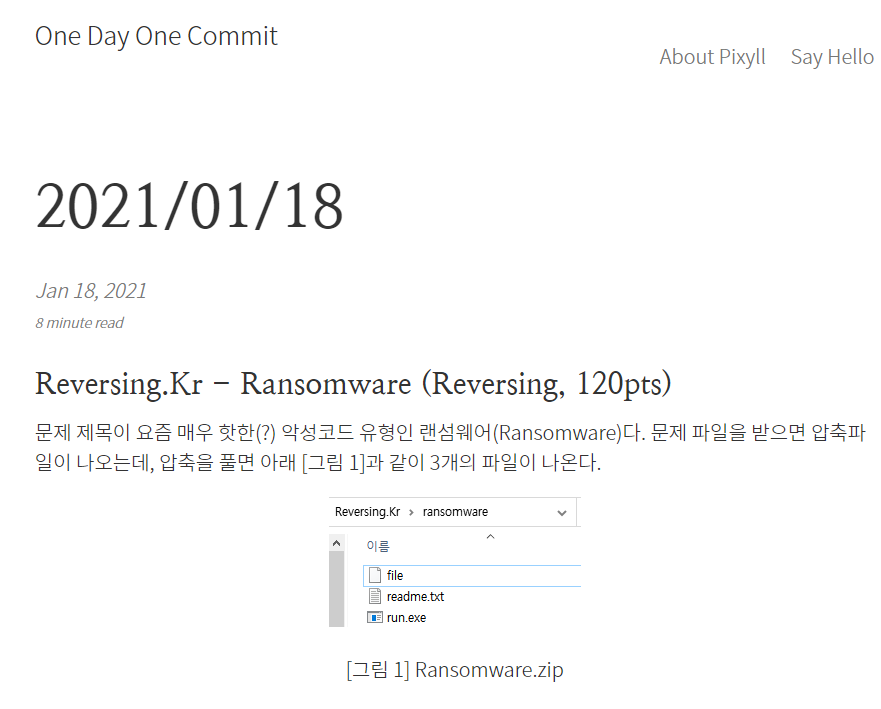 One Day One Commit
About Pixyll Say Hello
2021/01/18
Jan 18, 2021
8 minute read
Reversing.Kr - Ransomware (Reversing, 120pts)
문제 제목이 요즘 매우 핫한(?) 악성코드 유형인 랜섬웨어(Ransomware)다. 문제 파일을 받으면 압축파
일이 나오는데, 압축을 풀면 아래 [그림 1]과 같이 3개의 파일이 나온다.
Reversing.Kr > ransomware
이름
file
readme.txt
run.exe
[그림 1] Ransomware.zip